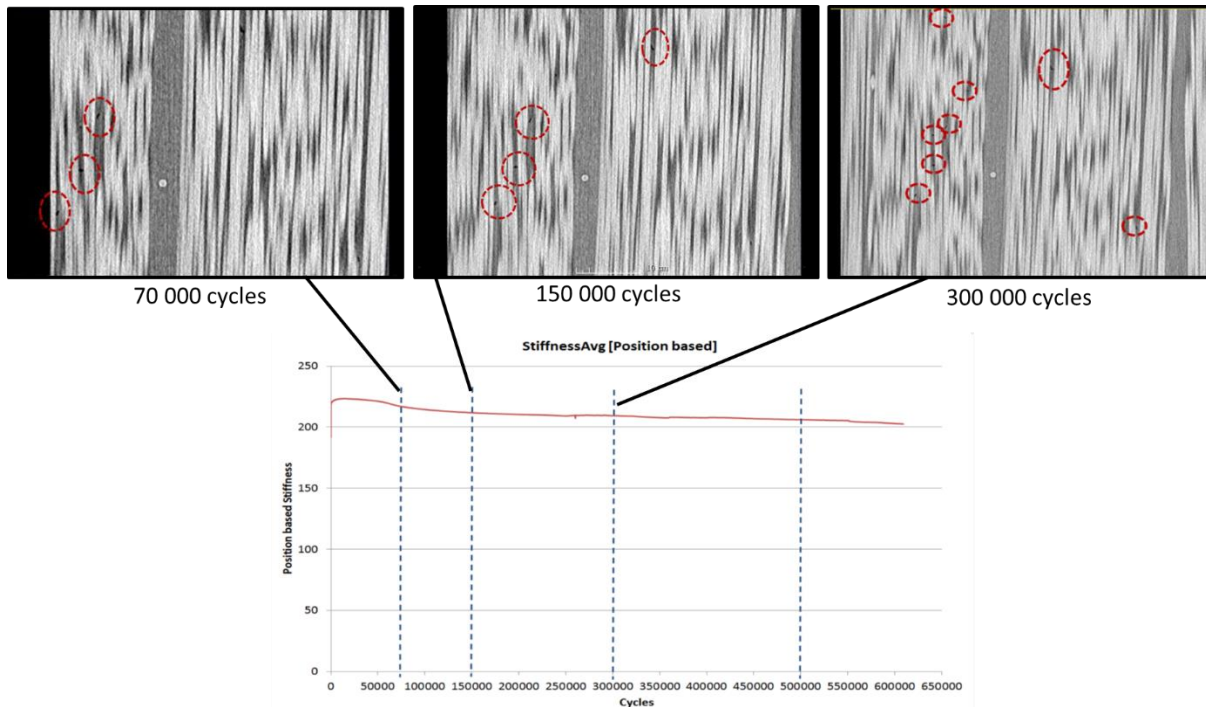 70 000 cycles
150 000 cycles
300 000 cycles
StiffnessAvg [Position based]
Position based Stiffness
250
200
150
100
50
0
0 50000 100000 150000 200000 250000 300000 350000 400000 450000 500000 550000 600000 650000
Cycles